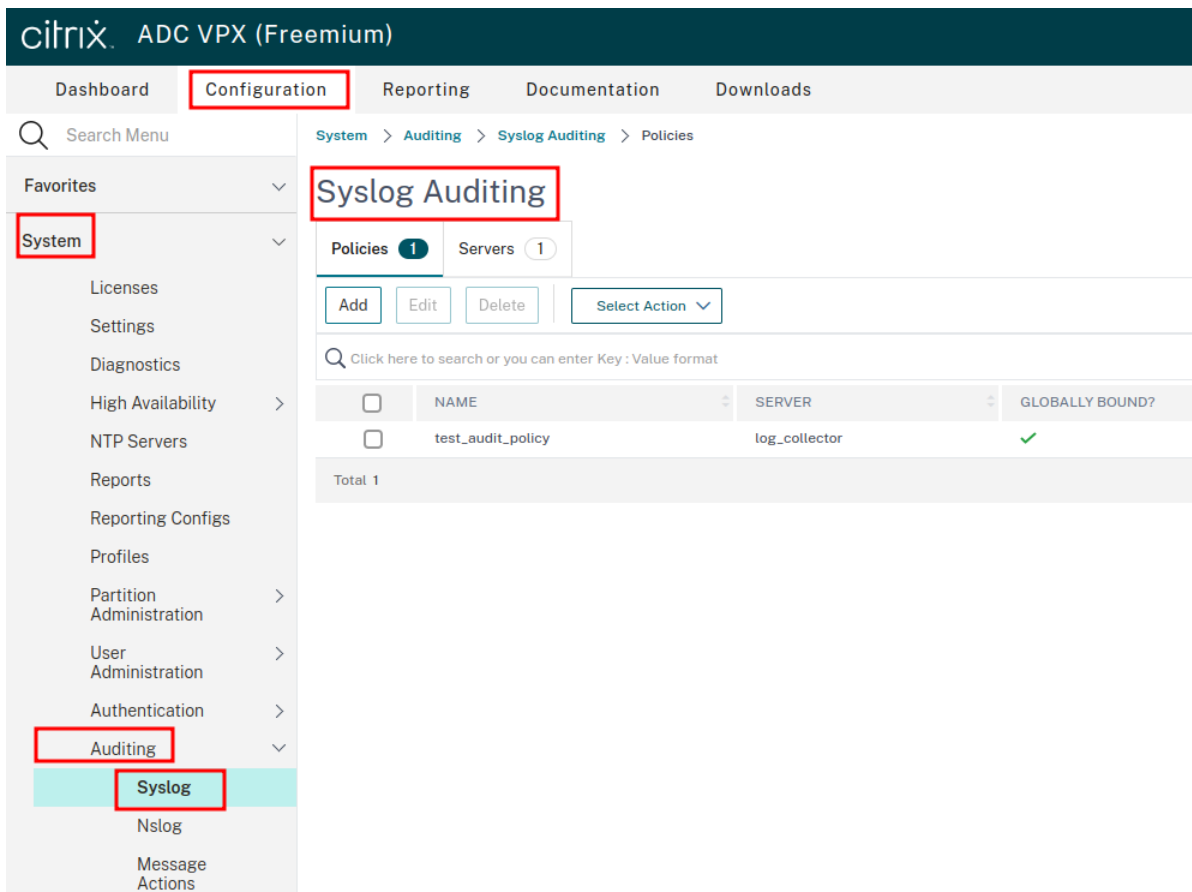 citrix. ADC VPX (Freemium)
Dashboard Configuration Reporting Documentation Downloads
Search Menu
System > Auditing > Syslog Auditing > Policies
Favorites
Syslog Auditing
System
Policies 1 Servers 1
Licenses
Add Edit Delete Select Action
Settings
Click here to search or you can enter Key : Value format
Diagnostics
High Availability
NAME SERVER GLOBALLY BOUND?
NTP Servers
test_audit_policy log_collector
Reports
Total 1
Reporting Configs
Profiles
Partition
Administration
User
Administration
Authentication
Auditing
Syslog
Nslog
Message
Actions